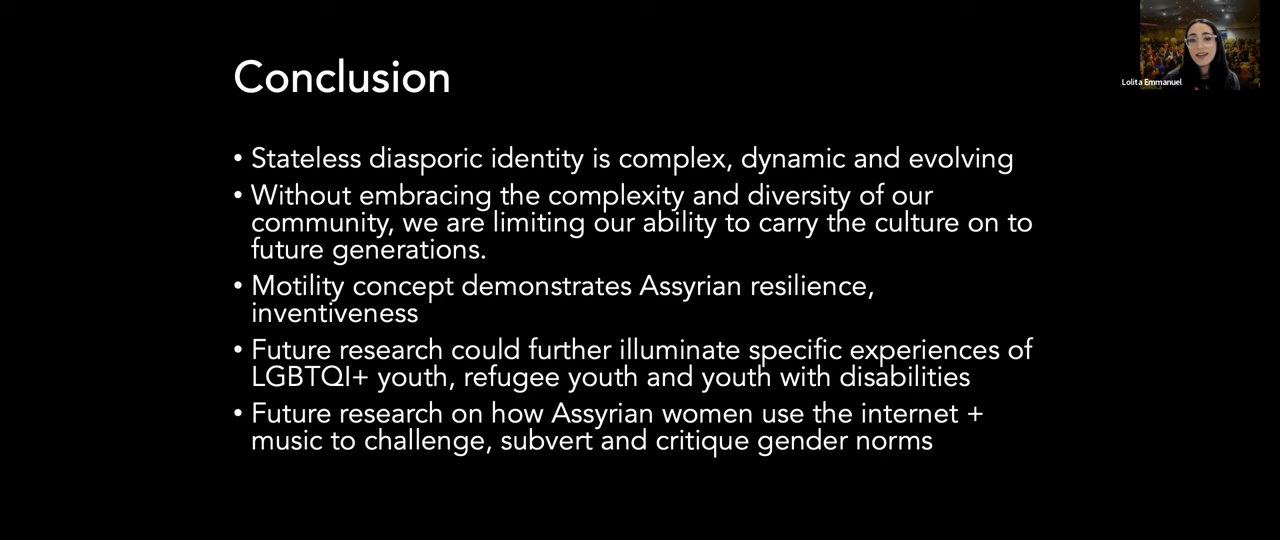 Lolita Emmanuel
Conclusion
• Stateless diasporic identity is complex, dynamic and evolving
• Without embracing the complexity and diversity of our
community, we are limiting our ability to carry the culture on to
future generations.
• Motility concept demonstrates Assyrian resilience,
inventiveness
• Future research could further illuminate specific experiences of
LGBTQI+ youth, refugee youth and youth with disabilities
• Future research on how Assyrian women use the internet +
music to challenge, subvert and critique gender norms